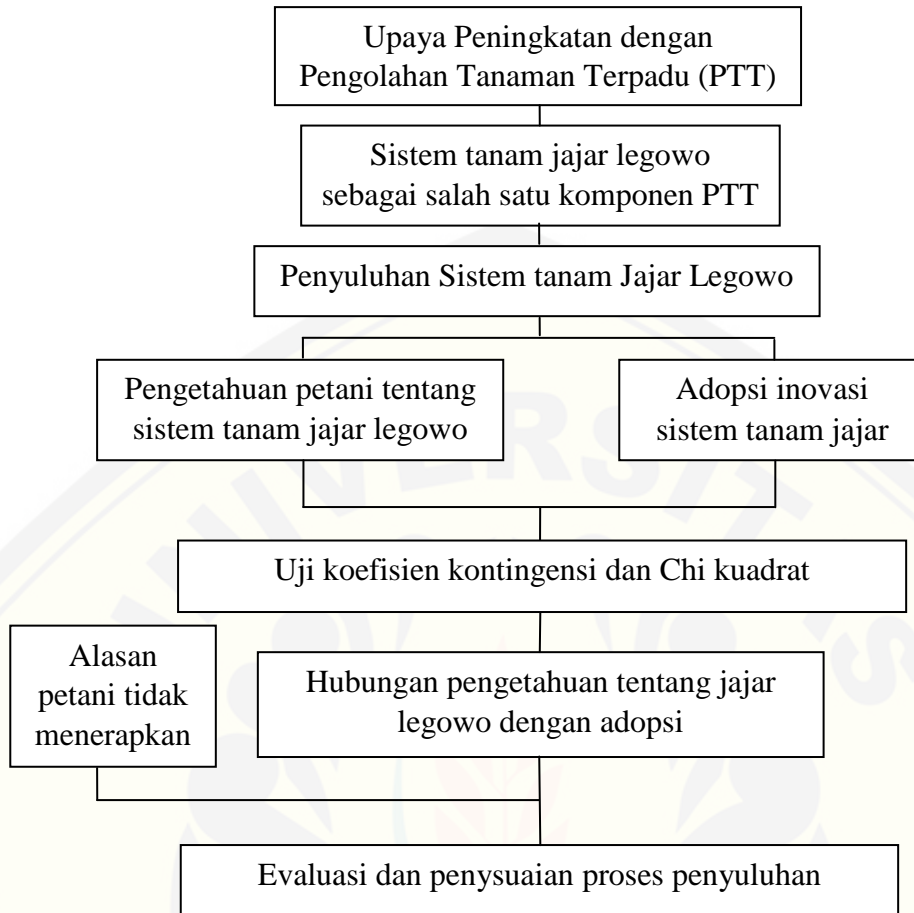 Upaya Peningkatan dengan
Pengolahan Tanaman Terpadu (PTT)
Sistem tanam jajar legowo
sebagai salah satu komponen PTT
Penyuluhan Sistem tanam Jajar Legowo
Pengetahuan petani tentang
sistem tanam jajar legowo
Adopsi inovasi
sistem tanam jajar
Uji koefisien kontingensi dan Chi kuadrat
Alasan
petani tidak
menerapkan
Hubungan pengetahuan tentang jajar
legowo dengan adopsi
Evaluasi dan penysuaian proses penyuluhan